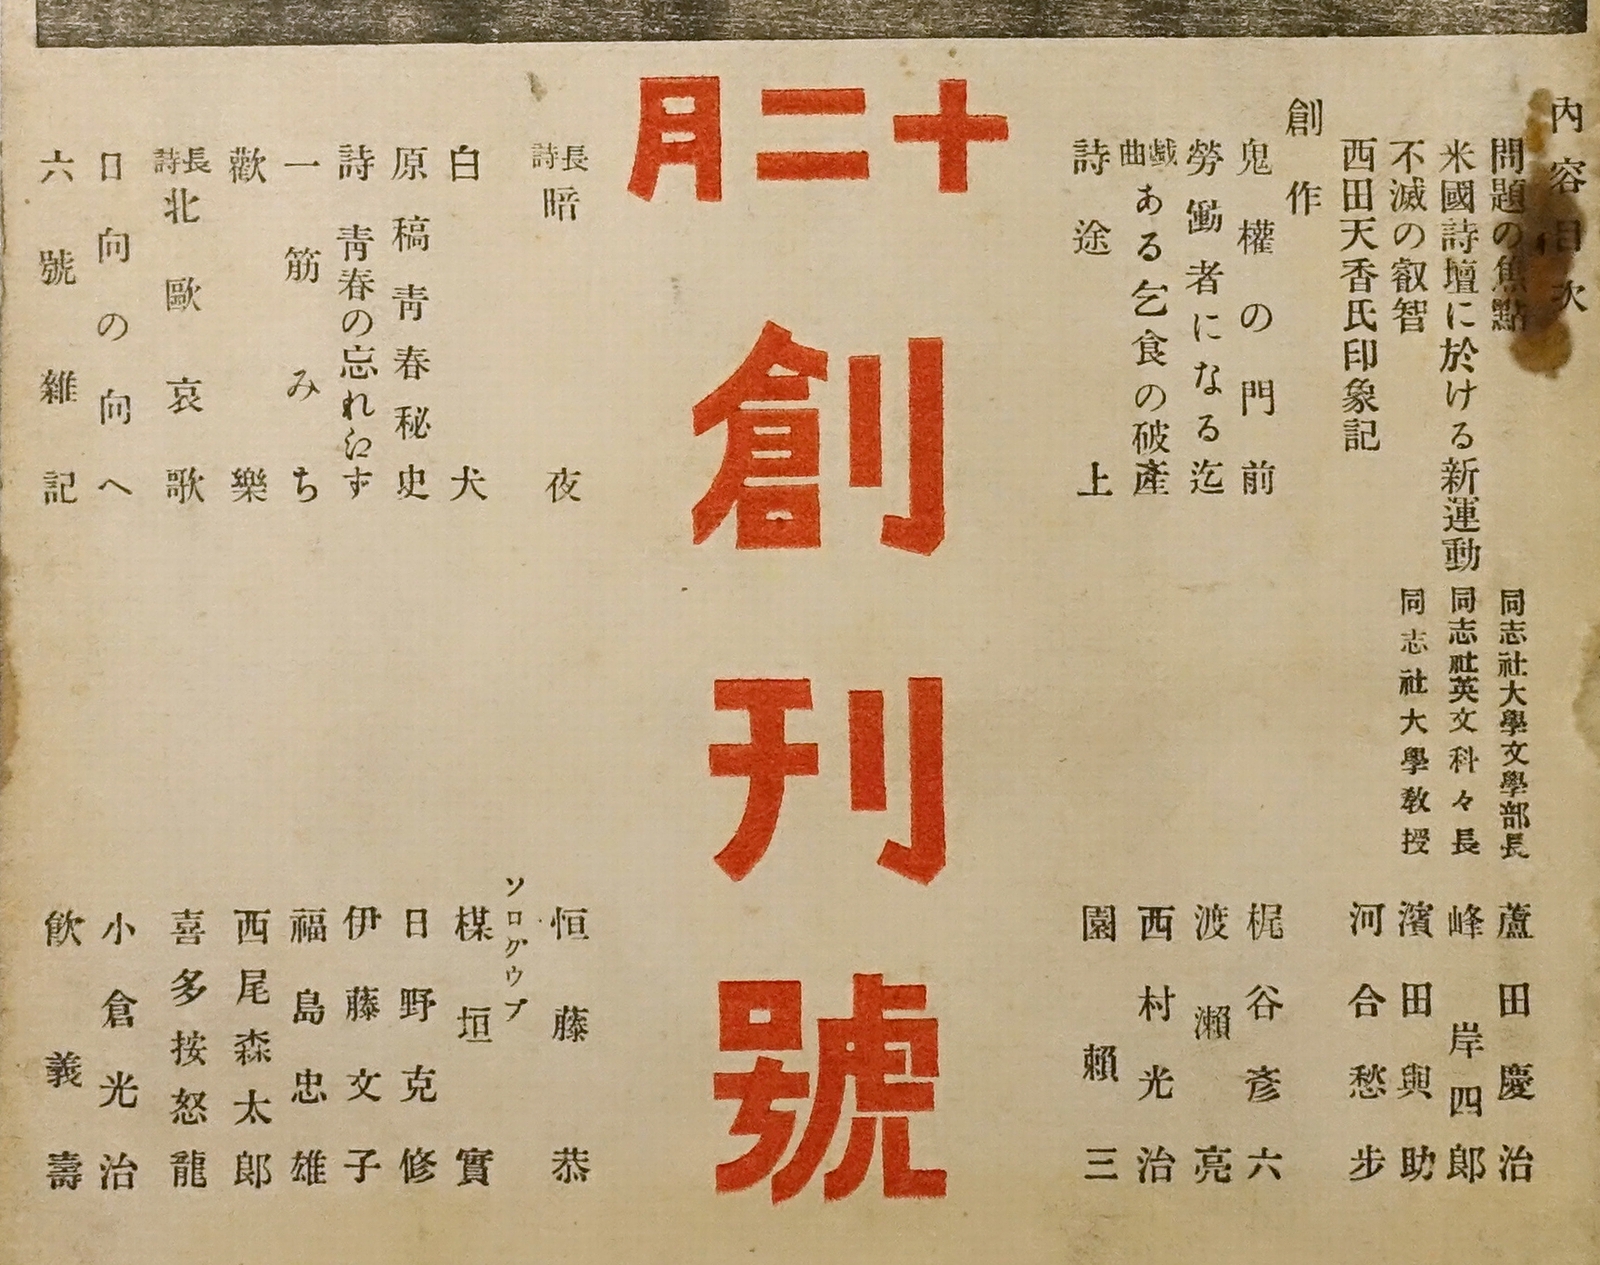 內容目次
問題の焦點 同志社大學文學部長 蘆田慶治
米國詩壇に於ける新運動 同志社英文科々長 峰岸四郎
不滅の叡智 同志社大學敎授 濱田與助
西田天香氏印象記 河合愁步
創作
鬼權の門前 梶谷彥六
勞働者になる迄 渡瀨亮
戱曲 ある乞食の破產 西村光治
詩 途上 園賴三
十二月
創刊號
長詩 暗夜 恒藤恭
白犬 ソログウブ 楳垣實
原稿靑春秘史 日野克修
詩 靑春の忘れ江す 伊藤文子
一筋みち 福島忠雄
歡樂 西尾森太郎
長詩 北歐哀歌 喜多按怒龍
日向の向へ 小倉光治
六號雜記 飮義壽